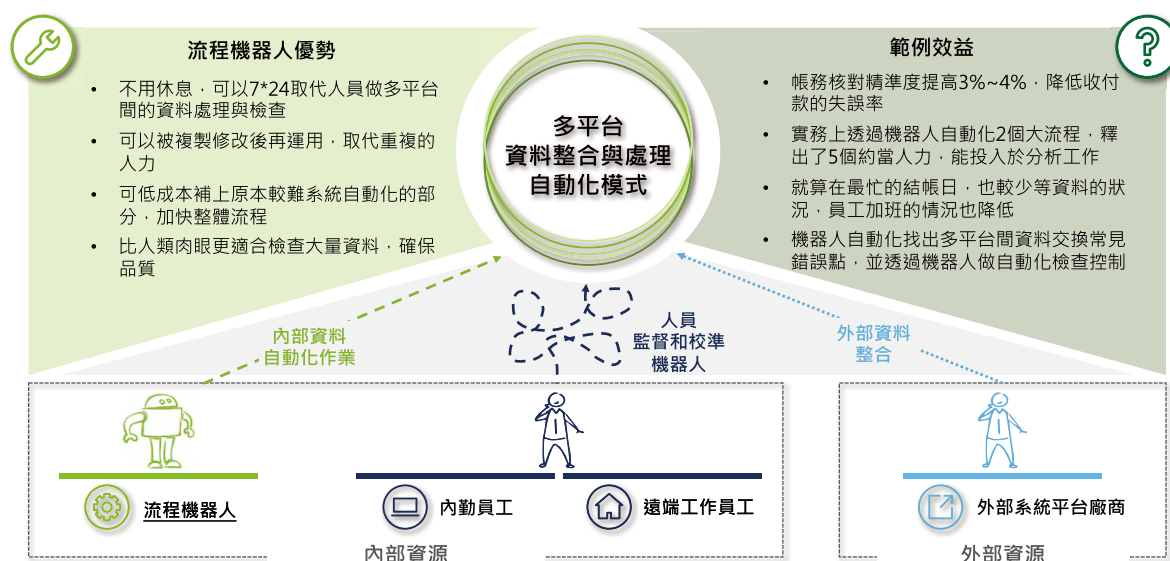 流程機器人優勢
• 不用休息，可以7*24取代人員做多平台
間的資料處理與檢查
• 可以被複製修改後再運用，取代重複的
人力
• 可低成本補上原本較難系統自動化的部
分，加快整體流程
• 比人類肉眼更適合檢查大量資料，確保
品質
多平台
資料整合與處理
自動化模式
範例效益
• 帳務核對精準度提高3%~4%，降低收付
款的失誤率
• 實務上透過機器人自動化2個大流程，釋
出了5個約當人力，能投入於分析工作
• 就算在最忙的結帳日，也較少等資料的狀
況，員工加班的情況也降低
• 機器人自動化找出多平台間資料交換常見
錯誤點，並透過機器人做自動化檢查控制
內部資料
自動化作業
人員
監督和校準
機器人
外部資料
整合
流程機器人
內勤員工
遠端工作員工
外部系統平台廠商
內部資源
外部資源